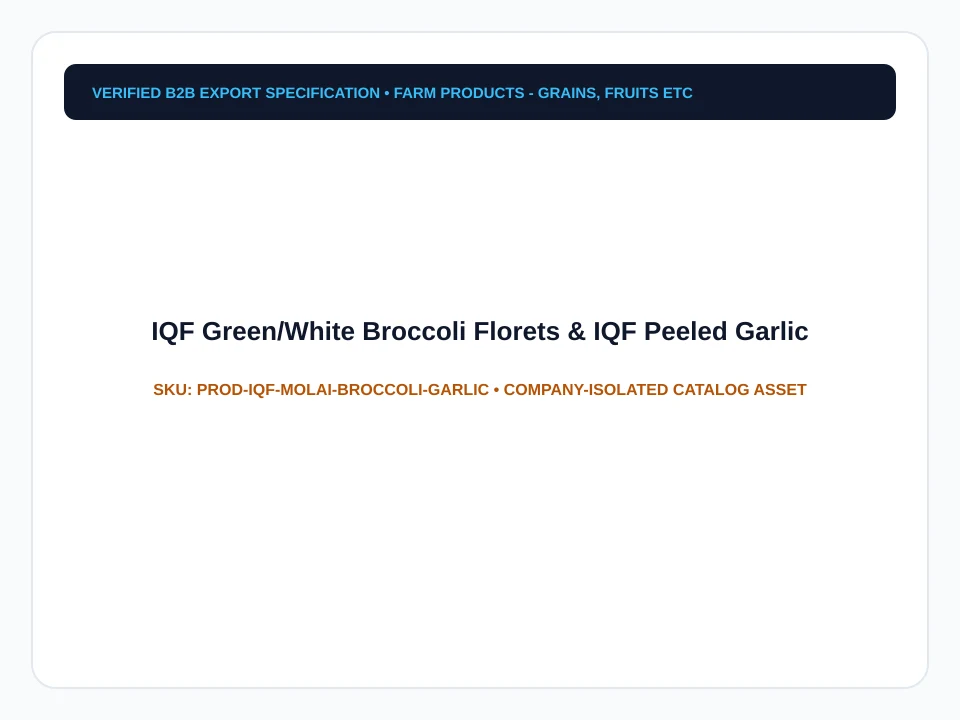 VERIFIED B2B EXPORT SPECIFICATION • FARM PRODUCTS - GRAINS, FRUITS ETC
IQF Green/White Broccoli Florets & IQF Peeled Garlic
SKU: PROD-IQF-MOLAI-BROCCOLI-GARLIC • COMPANY-ISOLATED CATALOG ASSET